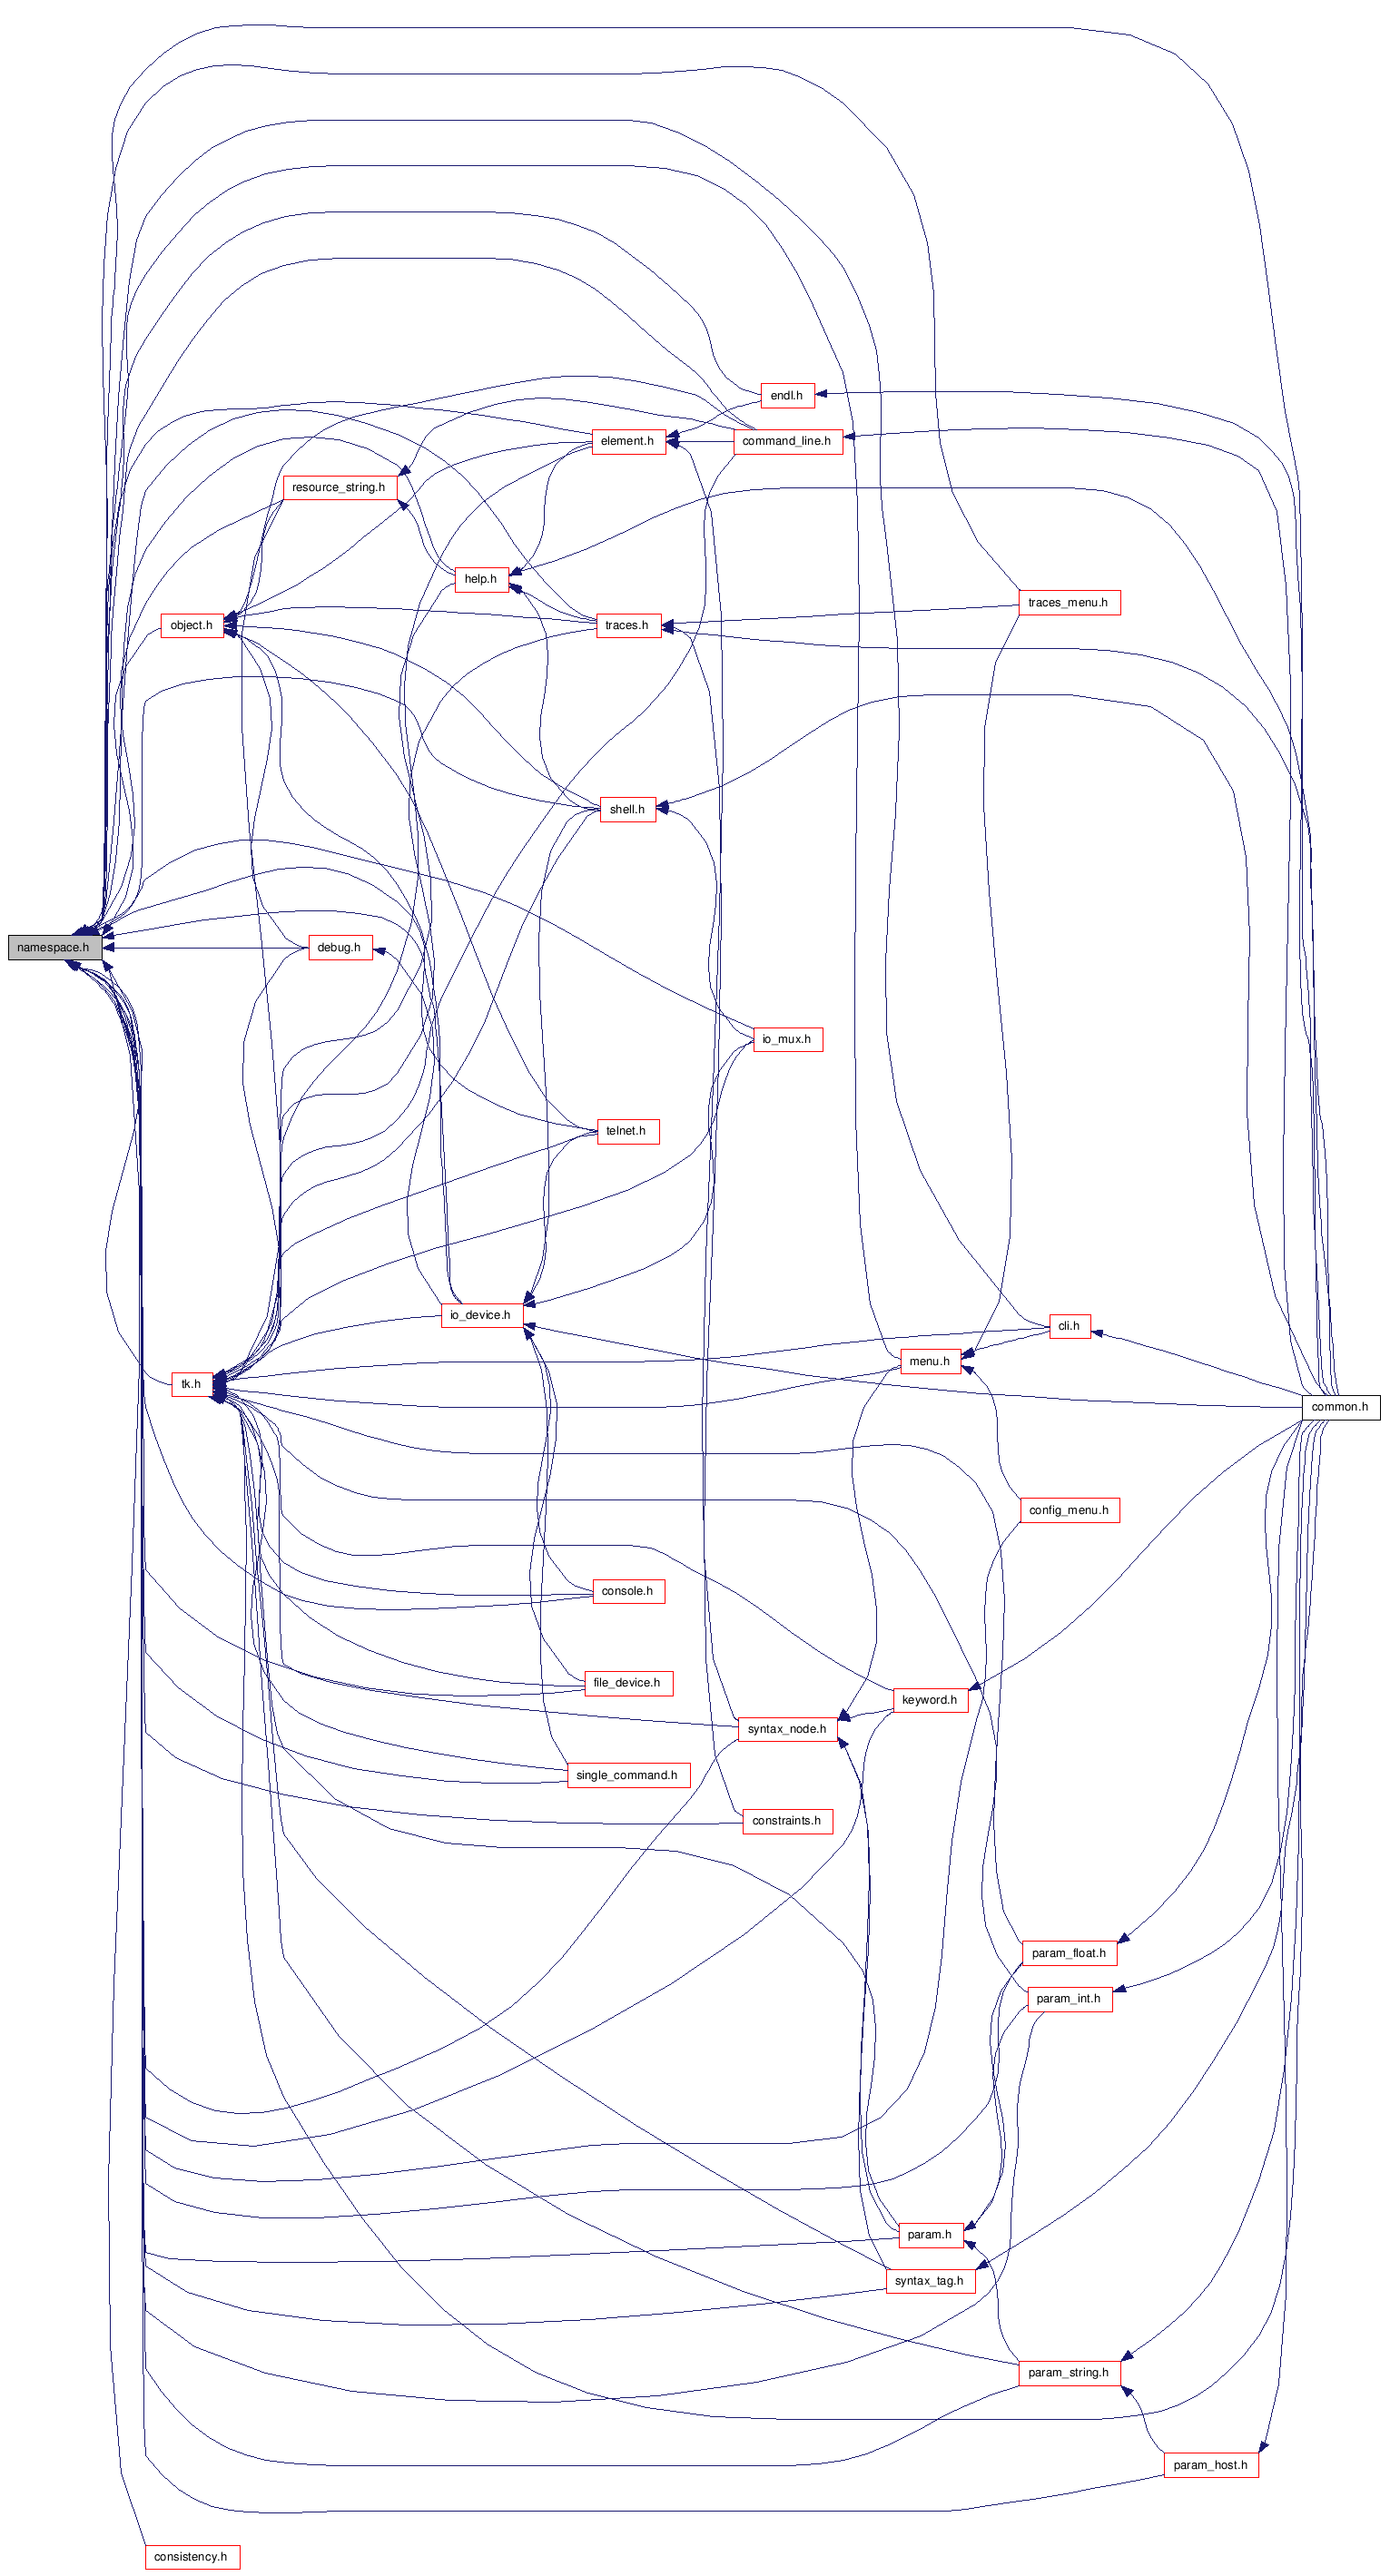 endl.h
element.h
command_line.h
resource_string.h
help.h
traces_menu.h
object.h
traces.h
shell.h
namespace.h
debug.h
io_mux.h
telnet.h
io_device.h
cli.h
menu.h
tk.h
common.h
config_menu.h
console.h
file_device.h
keyword.h
syntax_node.h
single_command.h
constraints.h
param_float.h
param_int.h
param.h
syntax_tag.h
param_string.h
param_host.h
consistency.h